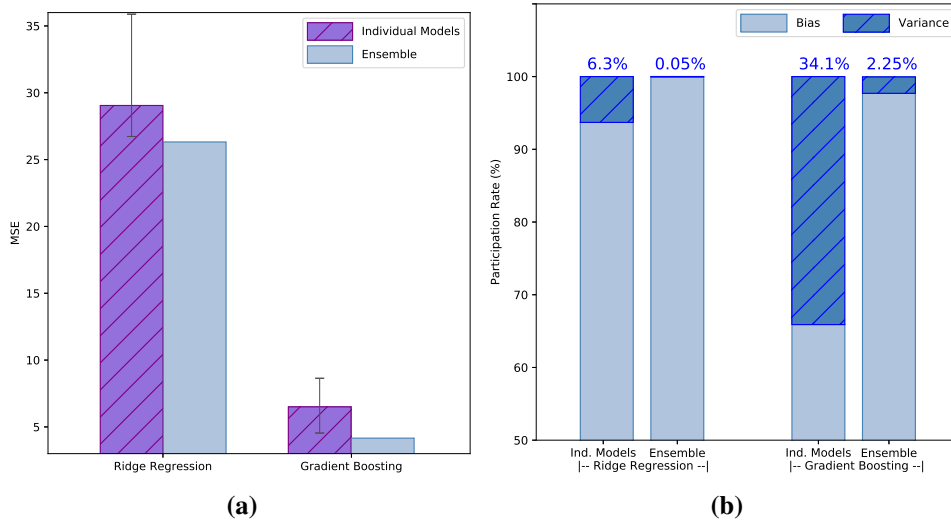 35
30
25
20
15
10
5
MSE
Individual Models
Ensemble
Ridge Regression
Gradient Boosting
(a)
Bias
Variance
6.3%
0.05%
34.1%
2.25%
100
90
80
70
60
50
Participation Rate (%)
Ind. Models
Ensemble
|-- Ridge Regression --|
Ind. Models
Ensemble
|-- Gradient Boosting --|
(b)